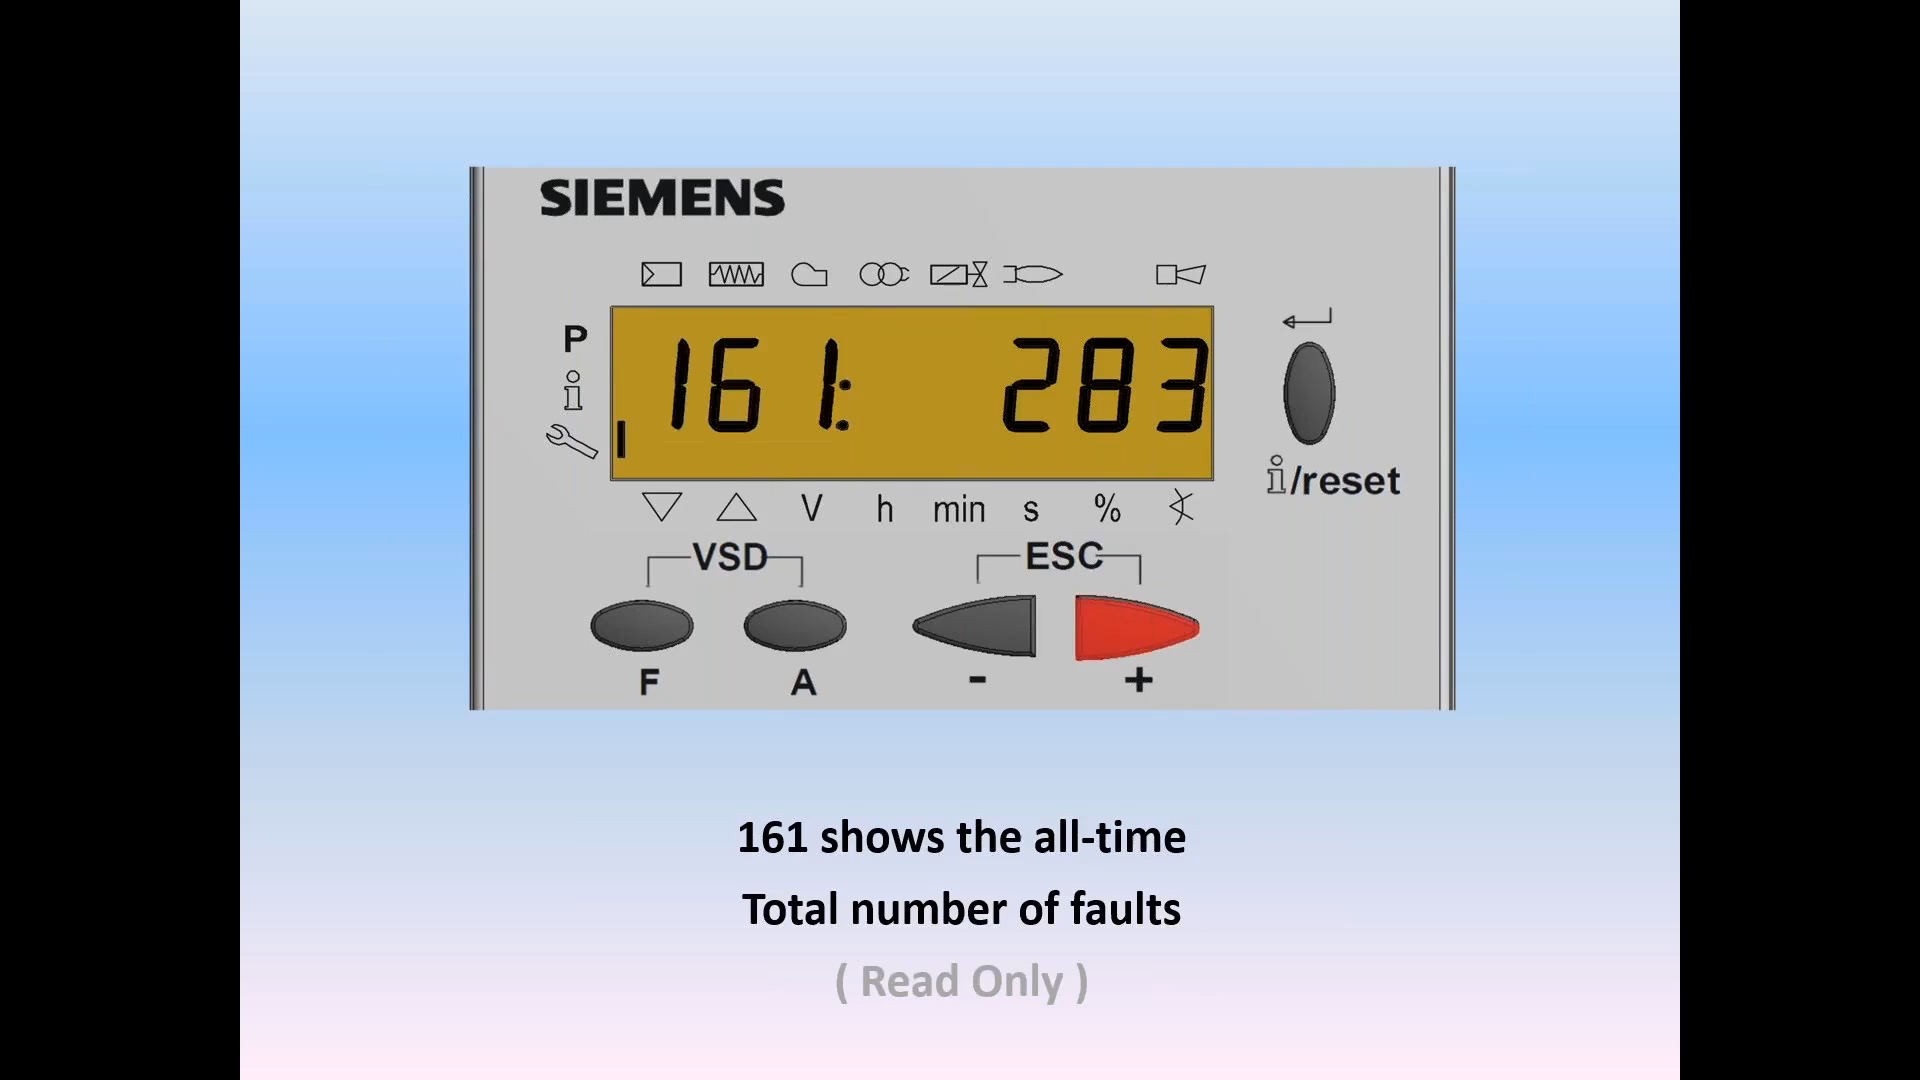 SIEMENS
P
i
161: 283
i/reset
V h min s %
VSD ESC
F A - +
161 shows the all-time
Total number of faults
( Read Only )